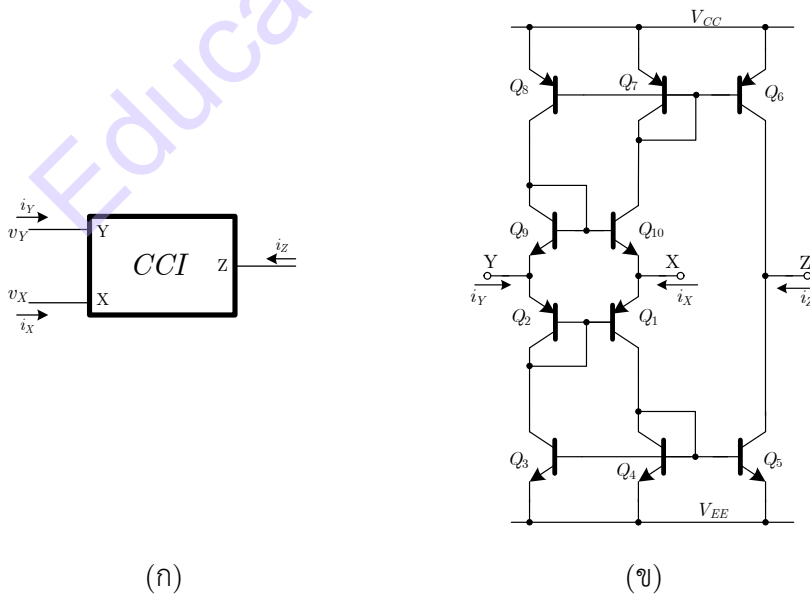 Educa
i_Y
v_Y
Y
CCI
Z
i_Z
v_X
X
i_X
(ก)
V_CC
Q_8
Q_7
Q_6
Q_9
Q_10
Y
X
Z
i_Y
i_X
i_Z
Q_2
Q_1
Q_3
Q_4
Q_5
V_EE
(ข)